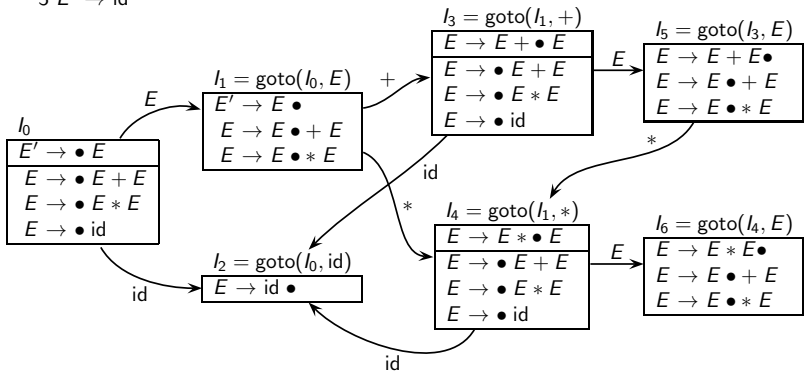 3 E → id
I₃ = goto(I₁, +)
E → E + • E
E → • E + E
E → • E ∗ E
E → • id
I₅ = goto(I₃, E)
E → E + E•
E → E • + E
E → E • ∗ E
I₁ = goto(I₀, E)
E′ → E •
E → E • + E
E → E • ∗ E
I₀
E′ → • E
E → • E + E
E → • E ∗ E
E → • id
I₂ = goto(I₀, id)
E → id •
I₄ = goto(I₁, ∗)
E → E ∗ • E
E → • E + E
E → • E ∗ E
E → • id
I₆ = goto(I₄, E)
E → E ∗ E•
E → E • + E
E → E • ∗ E
E
+
E
∗
id
∗
E
id
id